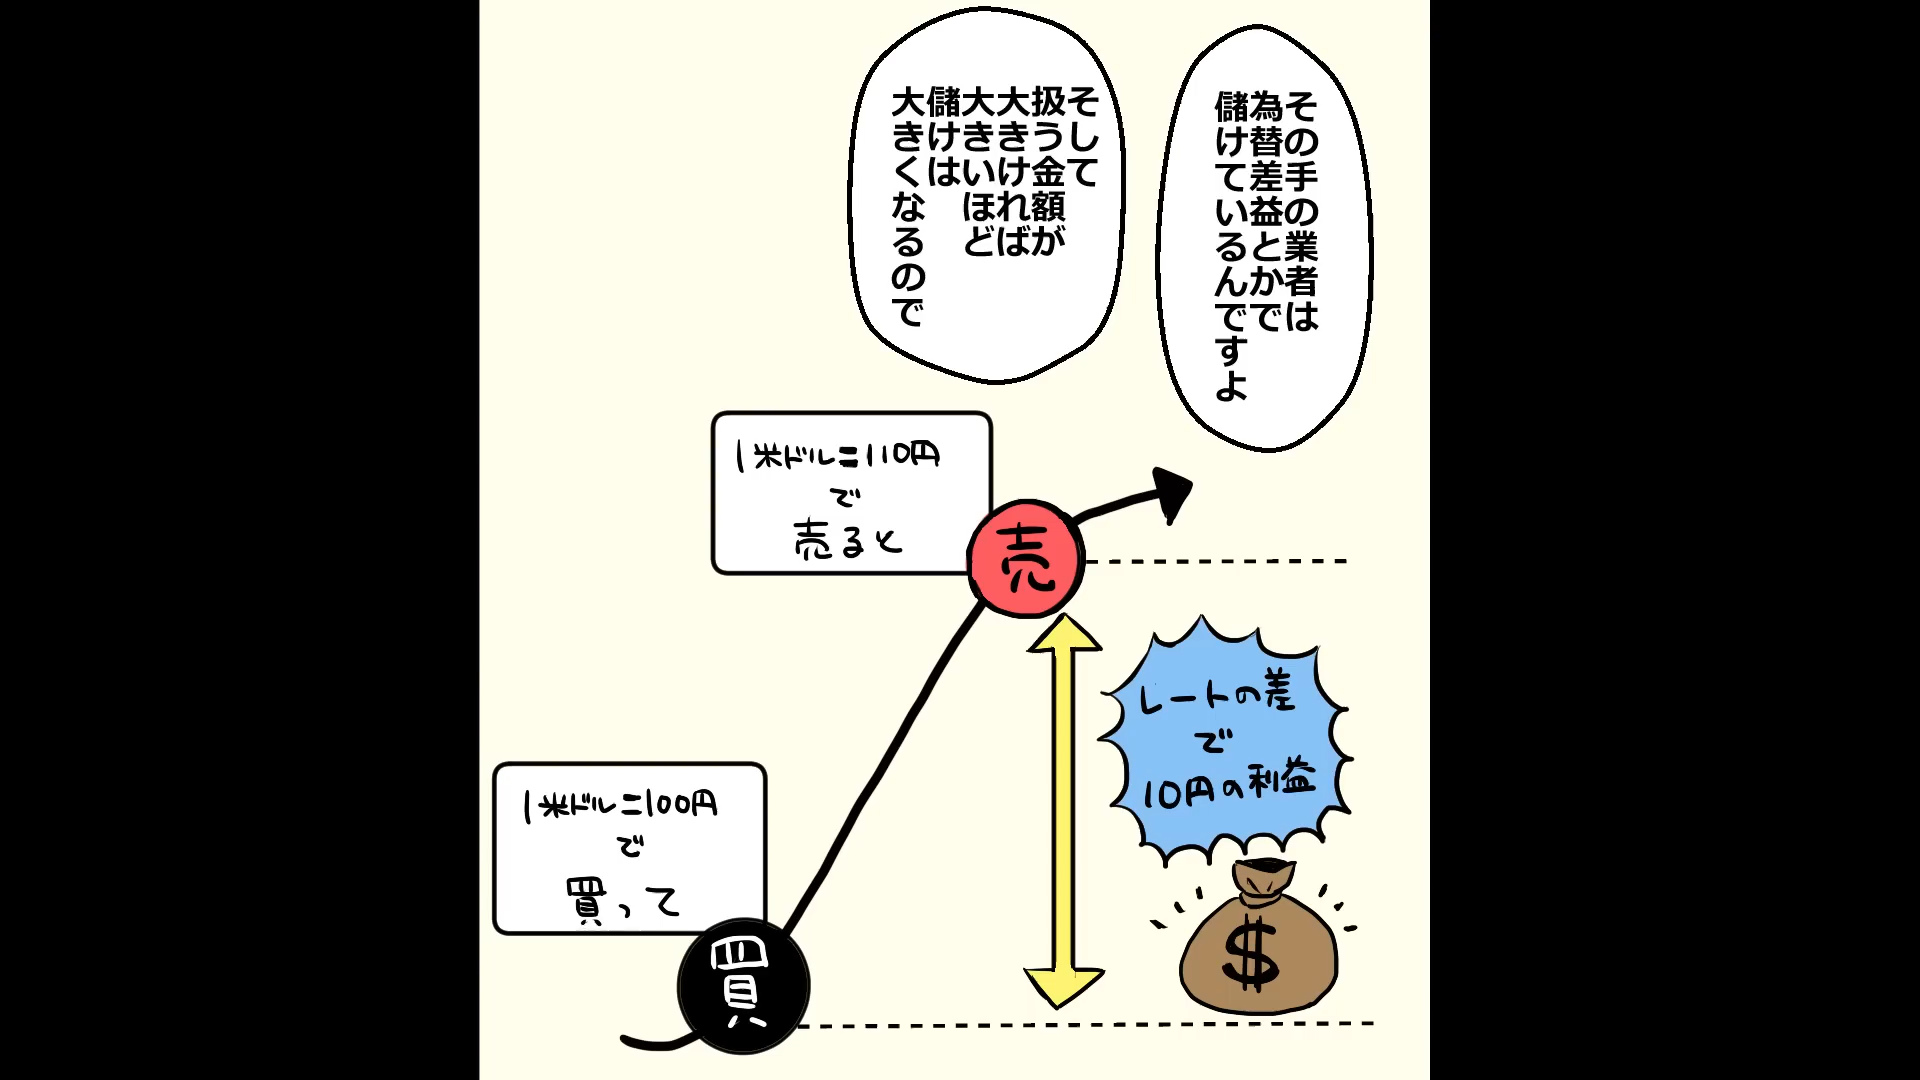 その手の業者は
為替差益とかで
儲けているんですよ
そして
扱う金額が
大きければ
大きいほど
儲けは
大きくなるので
1米ドル=110円
で
売ると
売
レートの差
で
10円の利益
1米ドル=100円
で
買って
買
$